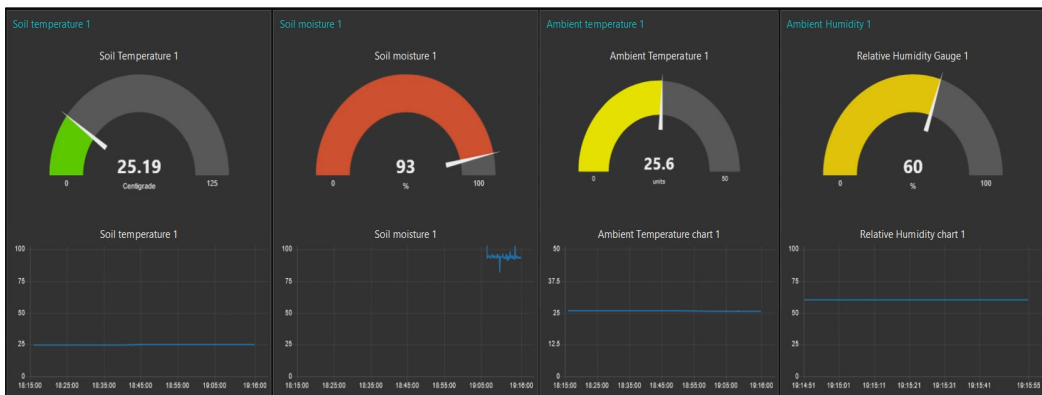 Soil temperature 1
Soil Temperature 1
25.19
Centigrade
0
125
Soil temperature 1
100
75
50
25
0
18:15:00 18:25:00 18:35:00 18:45:00 18:55:00 19:05:00 19:16:00
Soil moisture 1
Soil moisture 1
93
%
0
100
Soil moisture 1
100
75
50
25
0
18:15:00 18:25:00 18:35:00 18:45:00 18:55:00 19:05:00 19:16:00
Ambient temperature 1
Ambient Temperature 1
25.6
units
0
50
Ambient Temperature chart 1
50
37.5
25
12.5
0
18:15:00 18:25:00 18:35:00 18:45:00 18:55:00 19:05:00 19:16:00
Ambient Humidity 1
Relative Humidity Gauge 1
60
%
0
100
Relative Humidity chart 1
100
75
50
25
0
19:14:51 19:15:01 19:15:11 19:15:21 19:15:31 19:15:41 19:15:55